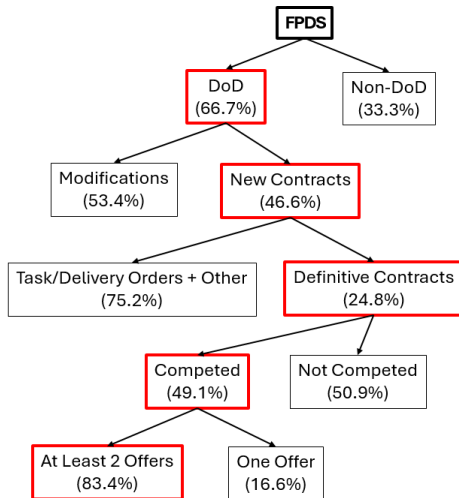 FPDS
DoD
(66.7%)
Non-DoD
(33.3%)
Modifications
(53.4%)
New Contracts
(46.6%)
Task/Delivery Orders + Other
(75.2%)
Definitive Contracts
(24.8%)
Competed
(49.1%)
Not Competed
(50.9%)
At Least 2 Offers
(83.4%)
One Offer
(16.6%)